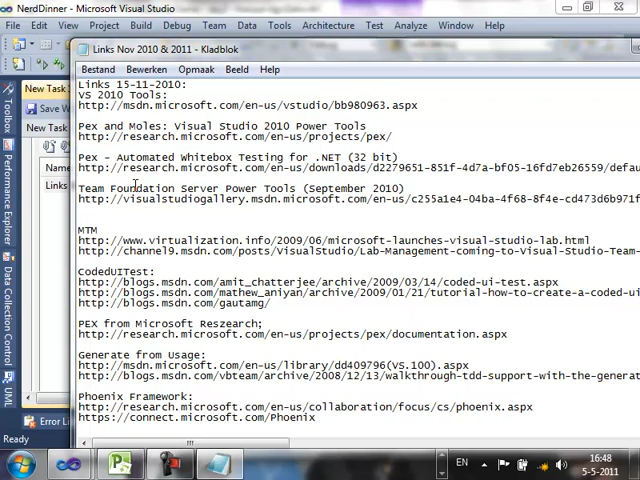 NerdDinner - Microsoft Visual Studio
File Edit View Project Build Debug Team Data Tools Architecture Test Analyze Window
Links Nov 2010 & 2011 - Kladblok
Bestand Bewerken Opmaak Beeld Help
Links 15-11-2010:
VS 2010 Tools:
http://msdn.microsoft.com/en-us/vstudio/bb980963.aspx
Pex and Moles: Visual Studio 2010 Power Tools
http://research.microsoft.com/en-us/projects/pex/
Pex - Automated Whitebox Testing for .NET (32 bit)
http://research.microsoft.com/en-us/downloads/d2279651-851f-4d7a-bf05-16fd7eb26559/defau
Team Foundation Server Power Tools (September 2010)
http://visualstudiogallery.msdn.microsoft.com/en-us/c255a1e4-04ba-4f68-8f4e-cd473d6b971f
MTM
http://www.virtualization.info/2009/06/microsoft-launches-visual-studio-lab.html
http://channel9.msdn.com/posts/VisualStudio/Lab-Management-coming-to-Visual-Studio-Team-
CodedUITest:
http://blogs.msdn.com/amit_chatterjee/archive/2009/03/14/coded-ui-test.aspx
http://blogs.msdn.com/mathew_aniyan/archive/2009/01/21/tutorial-how-to-create-a-coded-ui
http://blogs.msdn.com/gautamg/
PEX from Microsoft Reszearch;
http://research.microsoft.com/en-us/projects/pex/documentation.aspx
Generate from Usage:
http://msdn.microsoft.com/en-us/library/dd409796(VS.100).aspx
http://blogs.msdn.com/vbteam/archive/2008/12/13/walkthrough-tdd-support-with-the-generat
Phoenix Framework:
http://research.microsoft.com/en-us/collaboration/focus/cs/phoenix.aspx
https://connect.microsoft.com/Phoenix
New Task
Save W
New Task
Name
Links
Toolbox
Performance Explorer
Data Collection Control
UML
Error Li
Ready
EN
16:48
5-5-2011